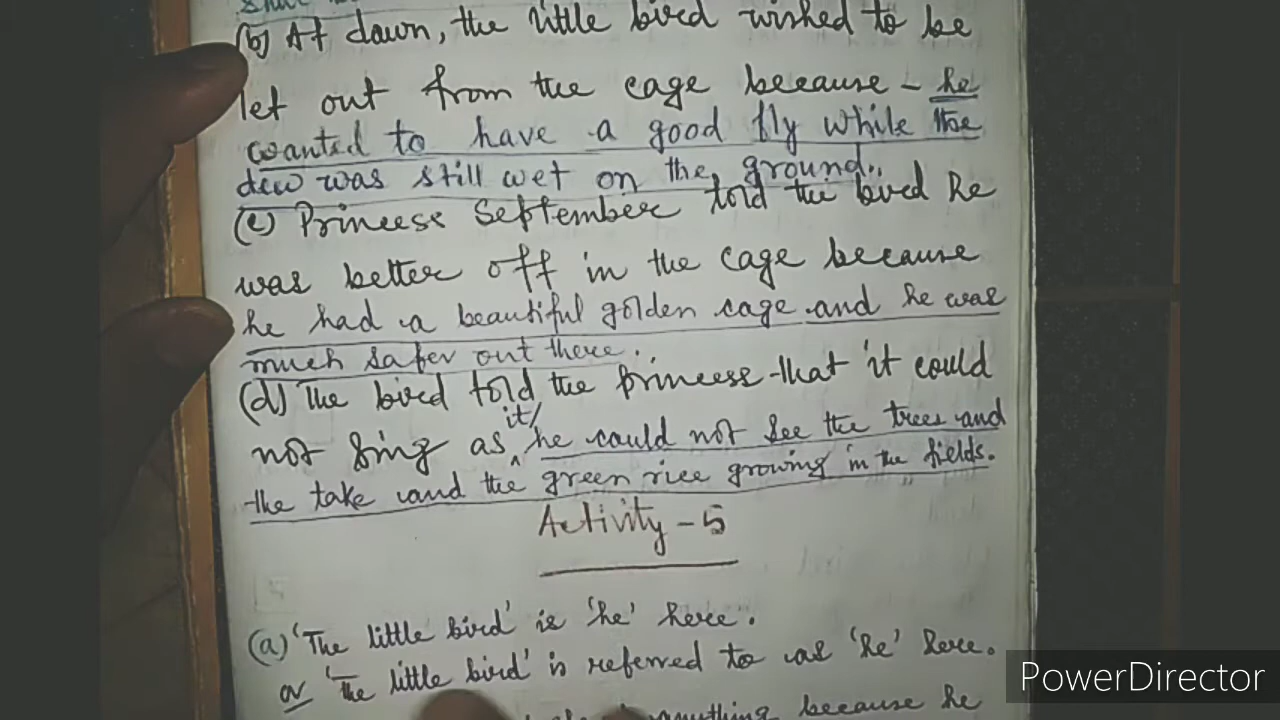 (b) At dawn, the little bird wished to be
let out from the cage because - he
wanted to have a good fly while the
dew was still wet on the ground.
(c) Princess September told the bird he
was better off in the cage because
he had a beautiful golden cage and he was
much safer out there.
(d) The bird told the princess that it could
it/
not sing as he could not see the trees and
the lake and the green rice growing in the fields.
Activity - 5
(a) 'The little bird' is 'he' here.
or 'The little bird' is referred to as 'he' here.
anything because he
PowerDirector